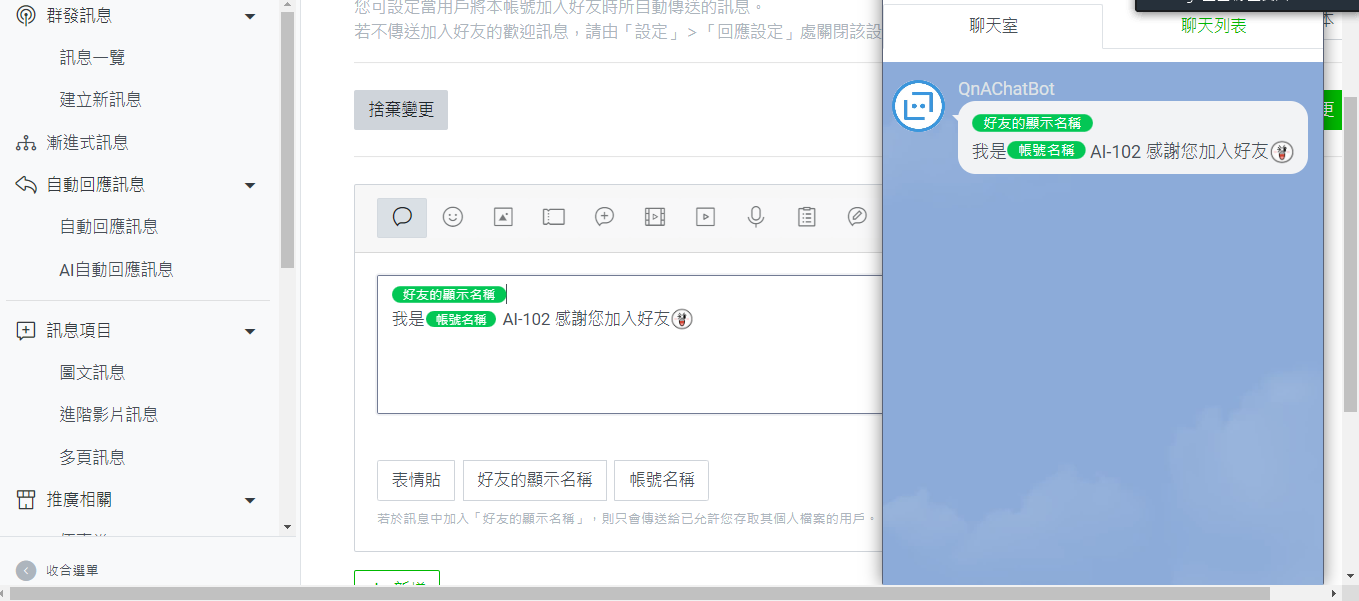 群發訊息
訊息一覽
建立新訊息
漸進式訊息
自動回應訊息
自動回應訊息
AI自動回應訊息
訊息項目
圖文訊息
進階影片訊息
多頁訊息
推廣相關
收合選單
您可設定當用戶將本帳號加入好友時所自動傳送的訊息。
若不傳送加入好友的歡迎訊息，請由「設定」>「回應設定」處關閉該設
捨棄變更
好友的顯示名稱
我是 帳號名稱 AI-102 感謝您加入好友
表情貼 好友的顯示名稱 帳號名稱
若於訊息中加入「好友的顯示名稱」，則只會傳送給已允許您存取其個人檔案的用戶。
新增
聊天室 聊天列表
本
更
QnAChatBot
好友的顯示名稱
我是 帳號名稱 AI-102 感謝您加入好友